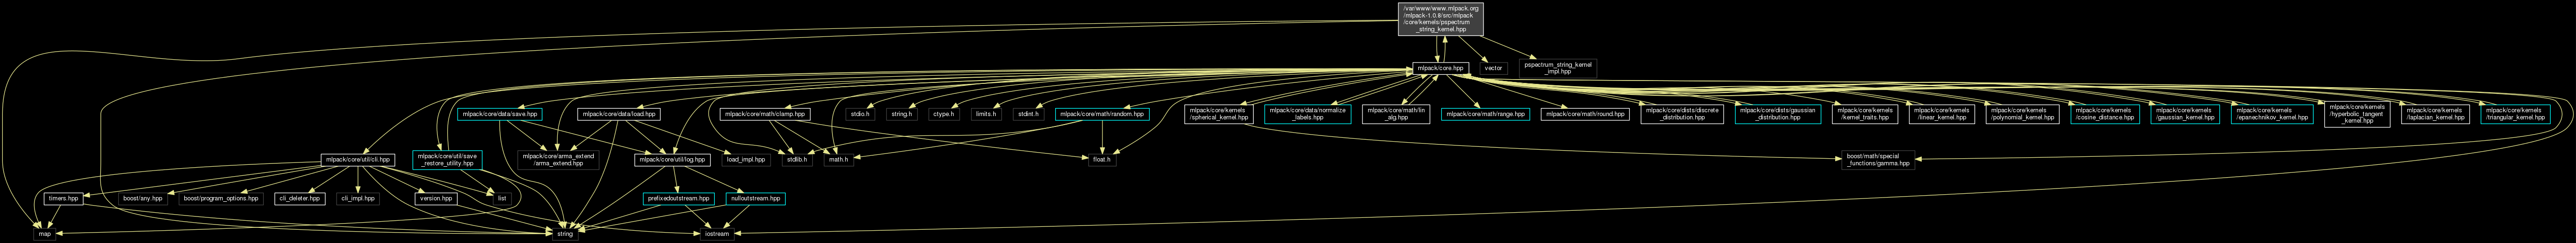 /var/www/www.mlpack.org
/mlpack-1.0.8/src/mlpack
/core/kernels/pspectrum
_string_kernel.hpp
mlpack/core.hpp
vector
pspectrum_string_kernel
_impl.hpp
mlpack/core/data/save.hpp
mlpack/core/data/load.hpp
mlpack/core/math/clamp.hpp
stdio.h
string.h
ctype.h
limits.h
stdint.h
mlpack/core/math/random.hpp
mlpack/core/kernels
/spherical_kernel.hpp
mlpack/core/data/normalize
_labels.hpp
mlpack/core/math/lin
_alg.hpp
mlpack/core/math/range.hpp
mlpack/core/math/round.hpp
mlpack/core/dists/discrete
_distribution.hpp
mlpack/core/dists/gaussian
_distribution.hpp
mlpack/core/kernels
/kernel_traits.hpp
mlpack/core/kernels
/linear_kernel.hpp
mlpack/core/kernels
/polynomial_kernel.hpp
mlpack/core/kernels
/cosine_distance.hpp
mlpack/core/kernels
/gaussian_kernel.hpp
mlpack/core/kernels
/epanechnikov_kernel.hpp
mlpack/core/kernels
/hyperbolic_tangent
_kernel.hpp
mlpack/core/kernels
/laplacian_kernel.hpp
mlpack/core/kernels
/triangular_kernel.hpp
mlpack/core/util/cli.hpp
mlpack/core/util/save
_restore_utility.hpp
mlpack/core/arma_extend
/arma_extend.hpp
mlpack/core/util/log.hpp
load_impl.hpp
stdlib.h
math.h
float.h
boost/math/special
_functions/gamma.hpp
timers.hpp
boost/any.hpp
boost/program_options.hpp
cli_deleter.hpp
cli_impl.hpp
version.hpp
list
prefixedoutstream.hpp
nulloutstream.hpp
map
string
iostream